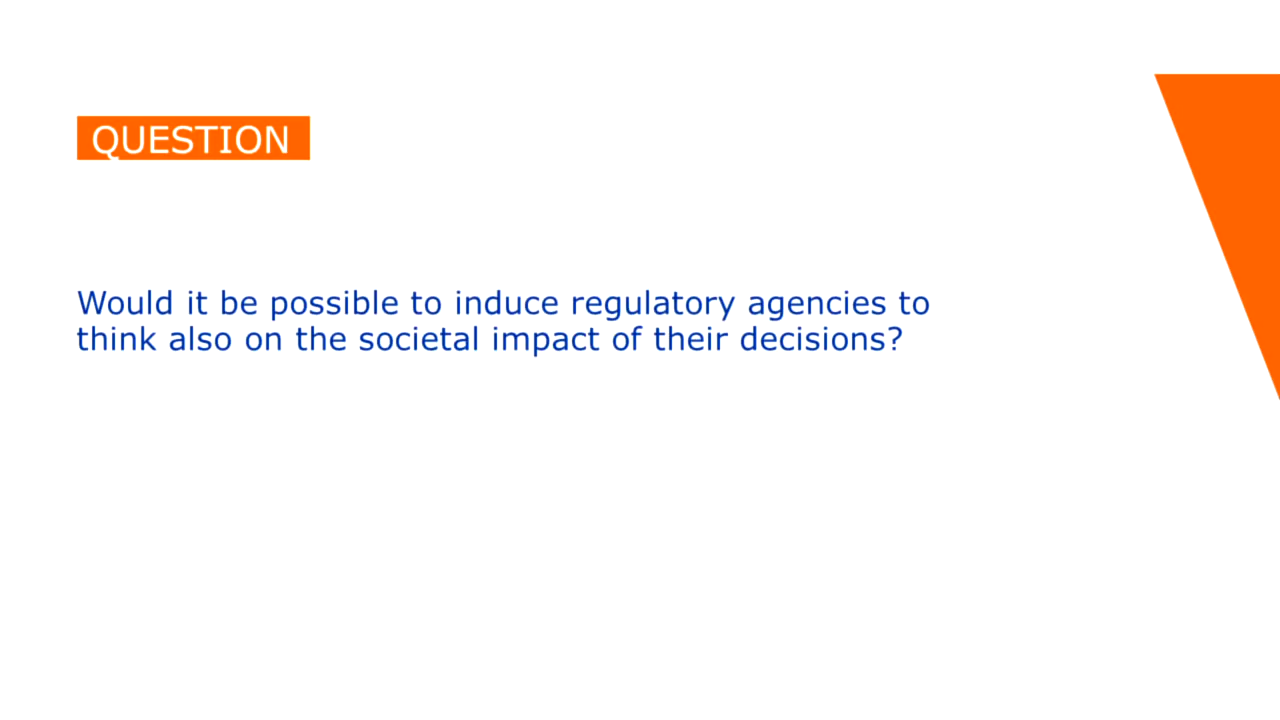 QUESTION
Would it be possible to induce regulatory agencies to
think also on the societal impact of their decisions?